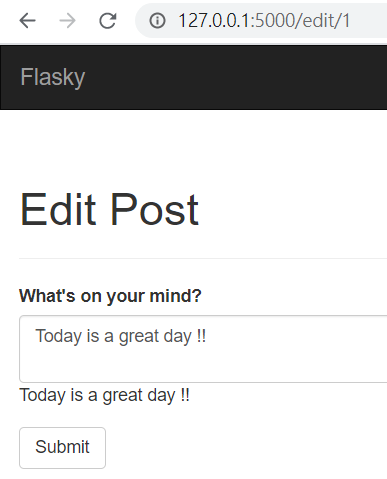 127.0.0.1:5000/edit/1
Flasky
Edit Post
What's on your mind?
Today is a great day !!
Today is a great day !!
Submit